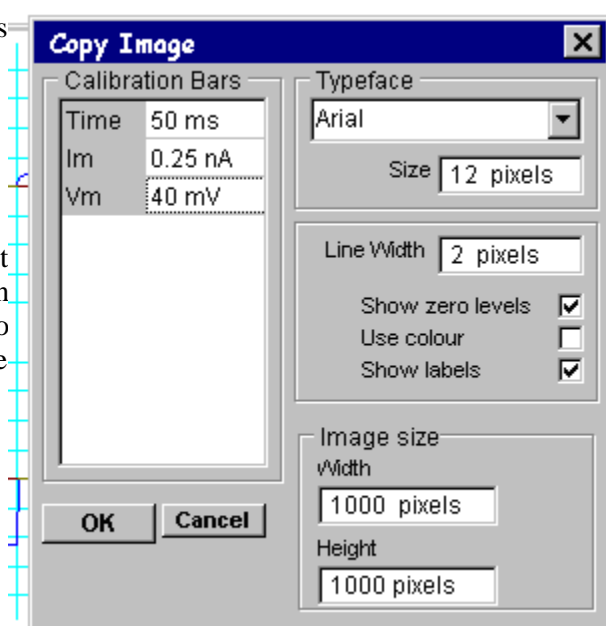 s
Copy Image
Calibration Bars
Time 50 ms
Im 0.25 nA
Vm 40 mV
t
n
o
e
OK Cancel
Typeface
Arial
Size 12 pixels
Line Width 2 pixels
Show zero levels
Use colour
Show labels
Image size
Width
1000 pixels
Height
1000 pixels